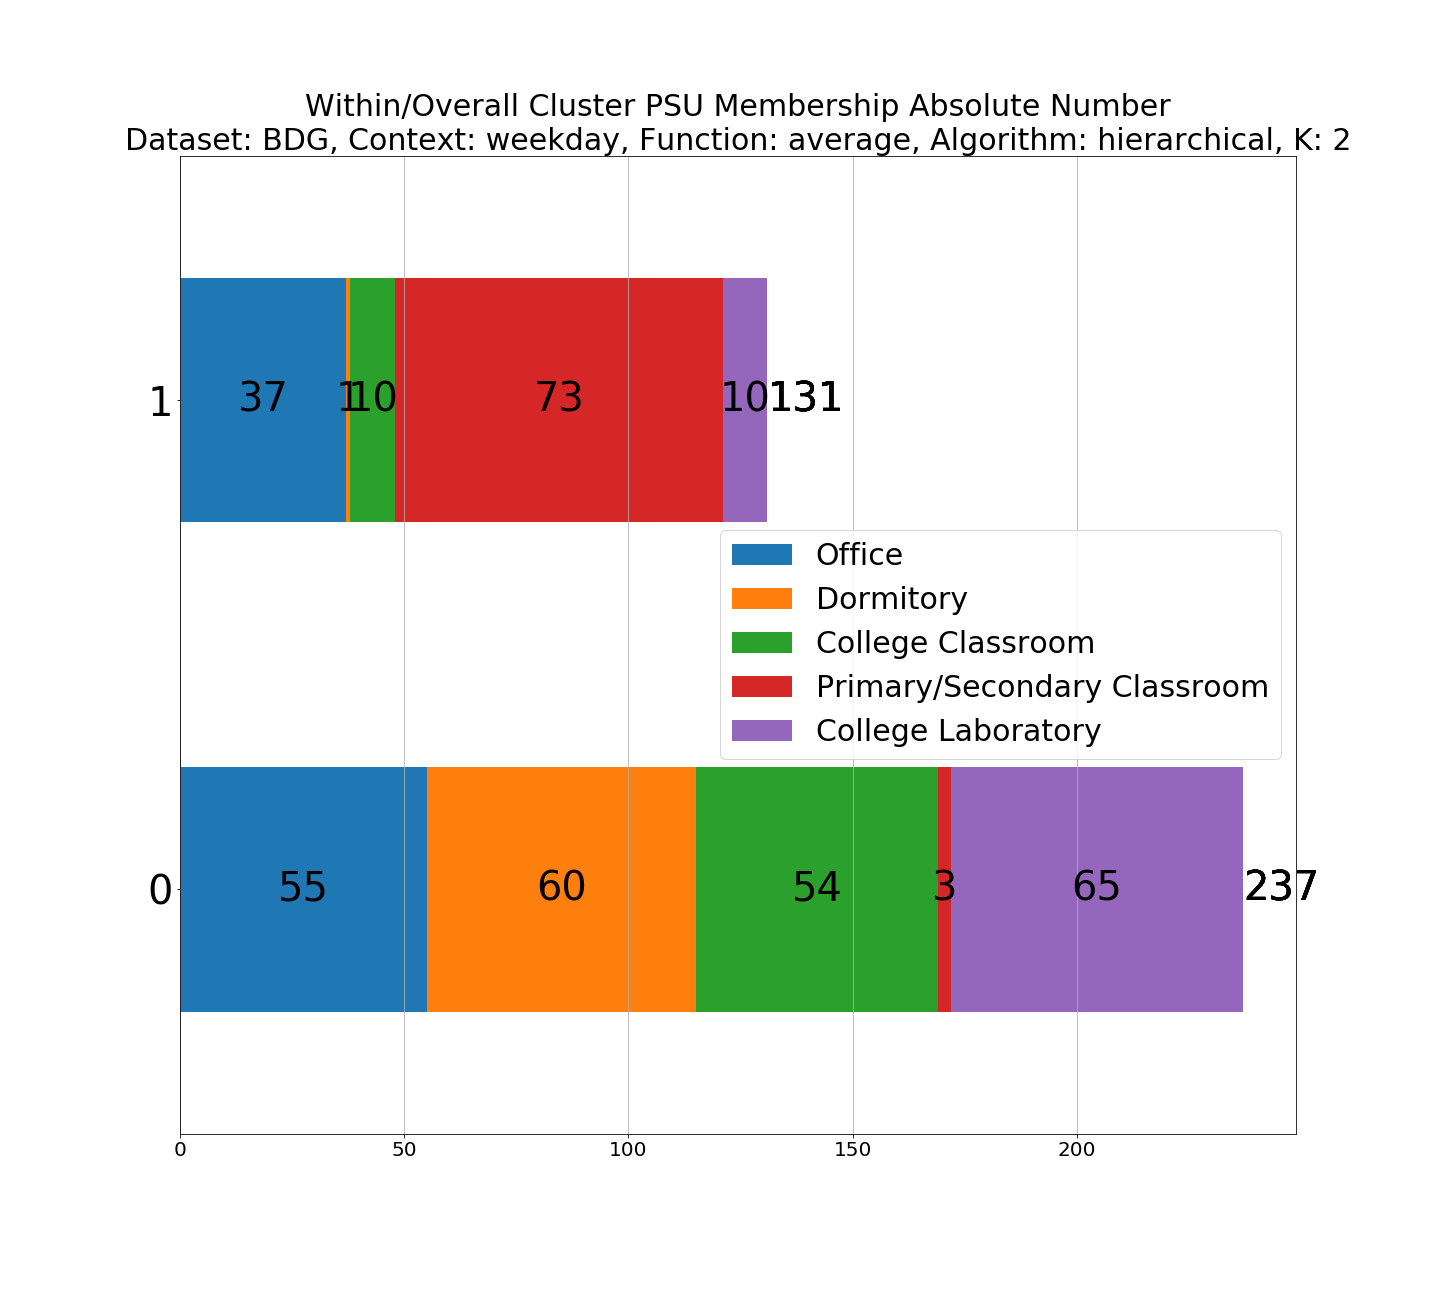 Within/Overall Cluster PSU Membership Absolute Number
Dataset: BDG, Context: weekday, Function: average, Algorithm: hierarchical, K: 2
1
37
1
10
73
10
131
Office
Dormitory
College Classroom
Primary/Secondary Classroom
College Laboratory
0
55
60
54
3
65
237
0
50
100
150
200